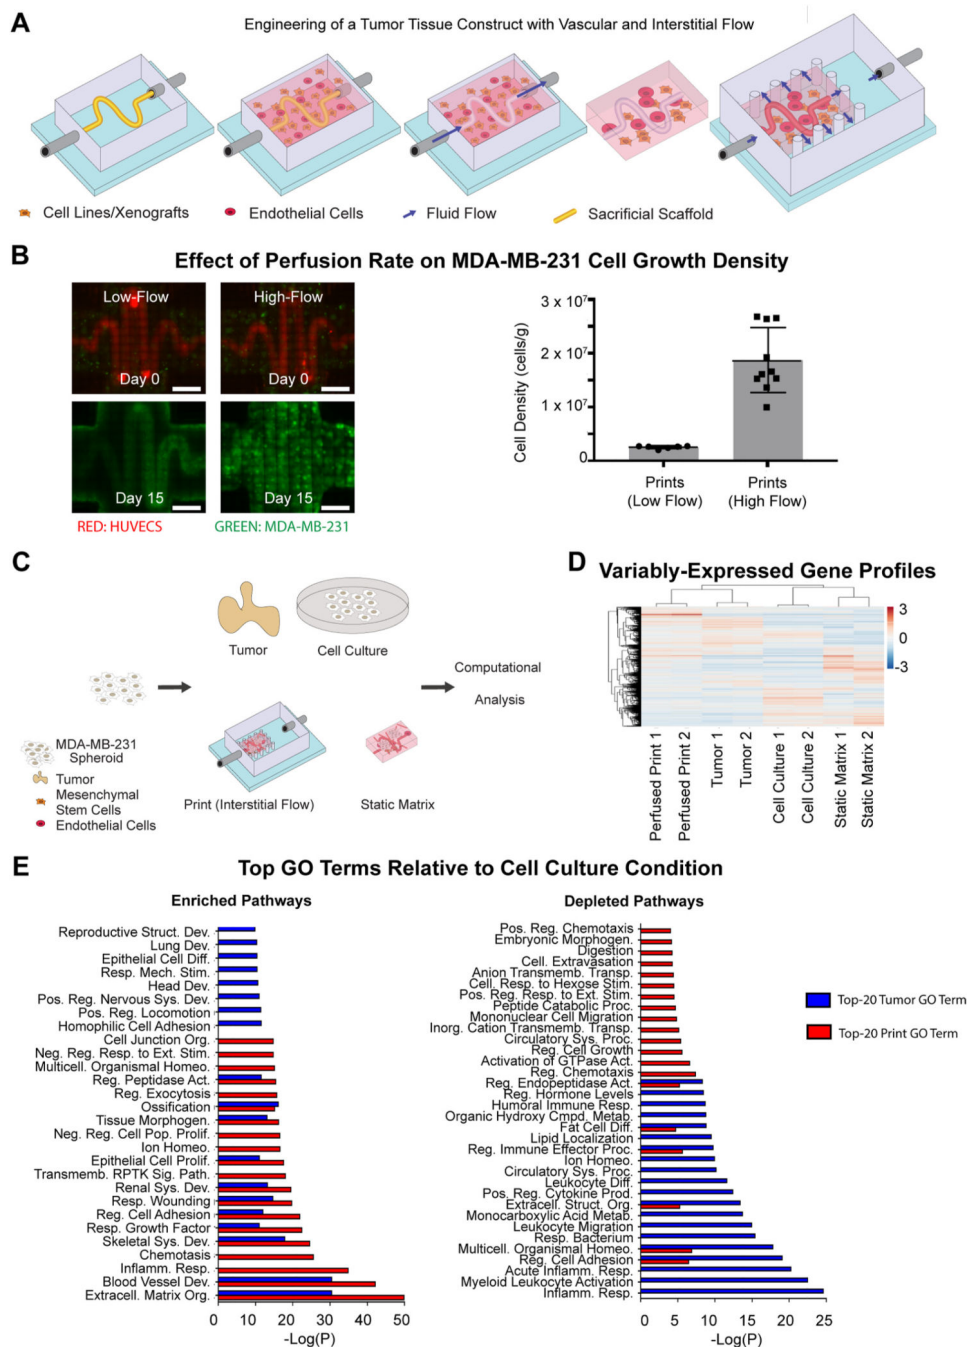 A
Engineering of a Tumor Tissue Construct with Vascular and Interstitial Flow
Cell Lines/Xenografts
Endothelial Cells
Fluid Flow
Sacrificial Scaffold
B
Effect of Perfusion Rate on MDA-MB-231 Cell Growth Density
Low-Flow
High-Flow
Day 0
Day 0
Day 15
Day 15
RED: HUVECS
GREEN: MDA-MB-231
Cell Density (cells/g)
3 x 10⁷
2 x 10⁷
1 x 10⁷
0
Prints
(Low Flow)
Prints
(High Flow)
C
Tumor
Cell Culture
Computational
Analysis
MDA-MB-231
Spheroid
Tumor
Mesenchymal
Stem Cells
Endothelial Cells
Print (Interstitial Flow)
Static Matrix
D
Variably-Expressed Gene Profiles
3
0
-3
Perfused Print 1
Perfused Print 2
Tumor 1
Tumor 2
Cell Culture 1
Cell Culture 2
Static Matrix 1
Static Matrix 2
E
Top GO Terms Relative to Cell Culture Condition
Enriched Pathways
Reproductive Struct. Dev.
Lung Dev.
Epithelial Cell Diff.
Resp. Mech. Stim.
Head Dev.
Pos. Reg. Nervous Sys. Dev.
Pos. Reg. Locomotion
Homophilic Cell Adhesion
Cell Junction Org.
Neg. Reg. Resp. to Ext. Stim.
Multicell. Organismal Homeo.
Reg. Peptidase Act.
Reg. Exocytosis
Ossification
Tissue Morphogen.
Neg. Reg. Cell Pop. Prolif.
Ion Homeo.
Epithelial Cell Prolif.
Transmemb. RPTK Sig. Path.
Renal Sys. Dev.
Resp. Wounding
Reg. Cell Adhesion
Resp. Growth Factor
Skeletal Sys. Dev.
Chemotasis
Inflamm. Resp.
Blood Vessel Dev.
Extracell. Matrix Org.
0 10 20 30 40 50
-Log(P)
Depleted Pathways
Pos. Reg. Chemotaxis
Embryonic Morphogen.
Digestion
Cell. Extravasation
Anion Transmemb. Transp.
Cell. Resp. to Hexose Stim.
Pos. Reg. Resp. to Ext. Stim.
Peptide Catabolic Proc.
Mononuclear Cell Migration
Inorg. Cation Transmemb. Transp.
Circulatory Sys. Proc.
Reg. Cell Growth
Activation of GTPase Act.
Reg. Chemotaxis
Reg. Endopeptidase Act.
Reg. Hormone Levels
Humoral Immune Resp.
Organic Hydroxy Cmpd. Metab.
Fat Cell Diff.
Lipid Localization
Reg. Immune Effector Proc.
Ion Homeo.
Circulatory Sys. Proc.
Leukocyte Diff.
Pos. Reg. Cytokine Prod.
Extracell. Struct. Org.
Monocarboxylic Acid Metab.
Leukocyte Migration
Resp. Bacterium
Multicell. Organismal Homeo.
Reg. Cell Adhesion
Acute Inflamm. Resp.
Myeloid Leukocyte Activation
Inflamm. Resp.
0 5 10 15 20 25
-Log(P)
Top-20 Tumor GO Term
Top-20 Print GO Term